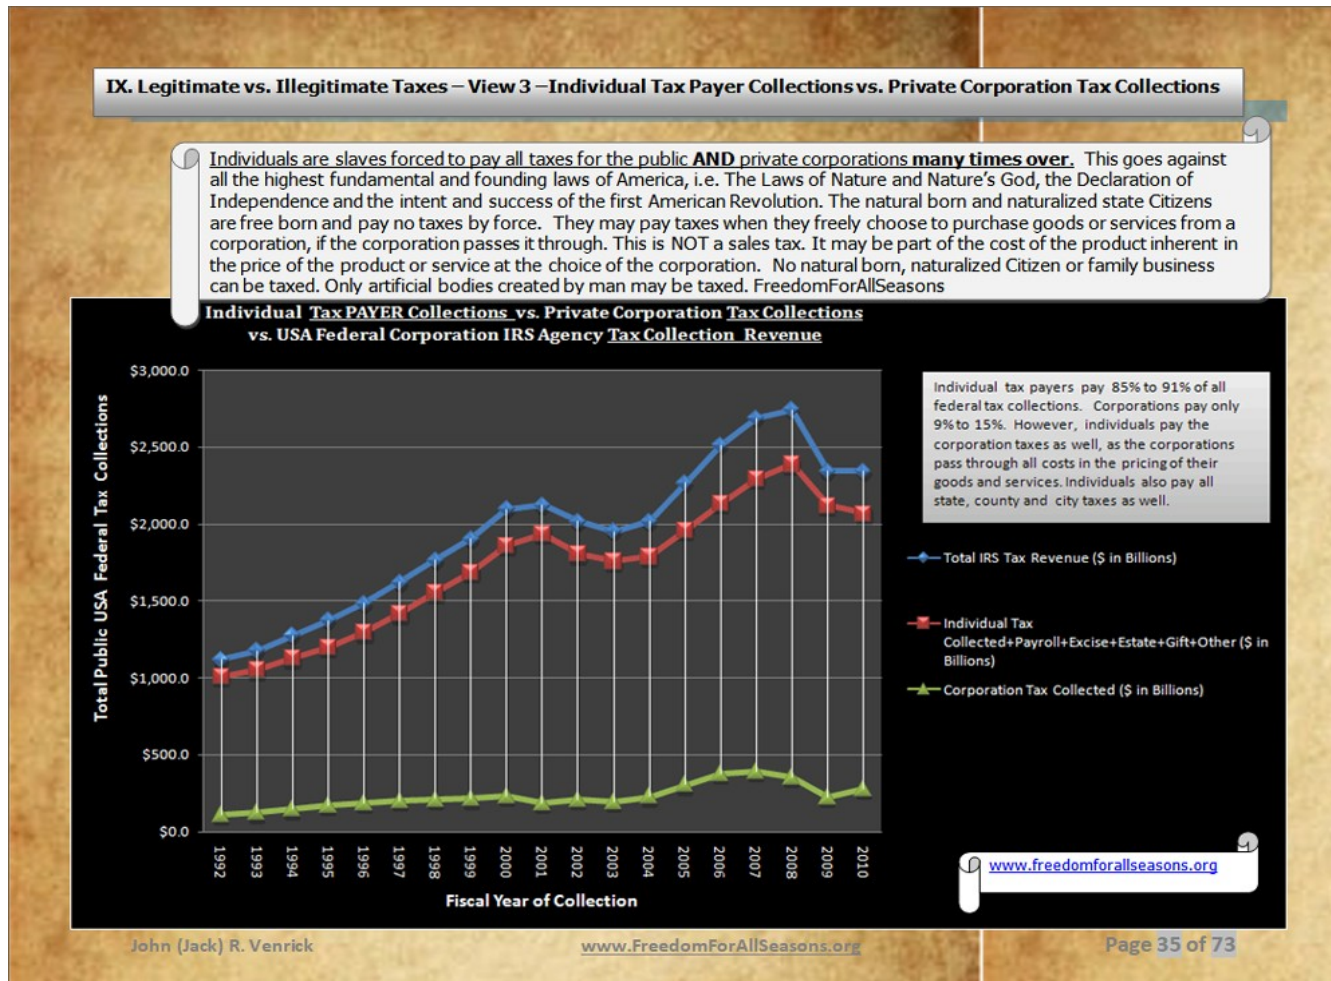 IX. Legitimate vs. Illegitimate Taxes – View 3 –Individual Tax Payer Collections vs. Private Corporation Tax Collections
Individuals are slaves forced to pay all taxes for the public AND private corporations many times over. This goes against
all the highest fundamental and founding laws of America, i.e. The Laws of Nature and Nature's God, the Declaration of
Independence and the intent and success of the first American Revolution. The natural born and naturalized state Citizens
are free born and pay no taxes by force. They may pay taxes when they freely choose to purchase goods or services from a
corporation, if the corporation passes it through. This is NOT a sales tax. It may be part of the cost of the product inherent in
the price of the product or service at the choice of the corporation. No natural born, naturalized Citizen or family business
can be taxed. Only artificial bodies created by man may be taxed. FreedomForAllSeasons
Individual Tax PAYER Collections vs. Private Corporation Tax Collections
vs. USA Federal Corporation IRS Agency Tax Collection Revenue
Total Public USA Federal Tax Collections
$3,000.0
$2,500.0
$2,000.0
$1,500.0
$1,000.0
$500.0
$0.0
1992 1993 1994 1995 1996 1997 1998 1999 2000 2001 2002 2003 2004 2005 2006 2007 2008 2009 2010
Fiscal Year of Collection
Individual tax payers pay 85% to 91% of all
federal tax collections. Corporations pay only
9% to 15%. However, individuals pay the
corporation taxes as well, as the corporations
pass through all costs in the pricing of their
goods and services. Individuals also pay all
state, county and city taxes as well.
Total IRS Tax Revenue ($ in Billions)
Individual Tax
Collected+Payroll+Excise+Estate+Gift+Other ($ in
Billions)
Corporation Tax Collected ($ in Billions)
www.freedomforallseasons.org
John (Jack) R. Venrick
www.FreedomForAllSeasons.org
Page 35 of 73